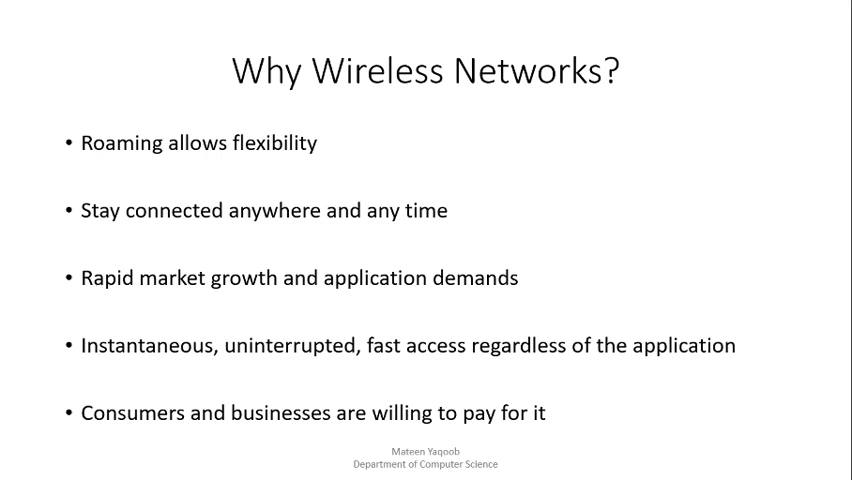 Why Wireless Networks?
• Roaming allows flexibility
• Stay connected anywhere and any time
• Rapid market growth and application demands
• Instantaneous, uninterrupted, fast access regardless of the application
• Consumers and businesses are willing to pay for it
Mateen Yaqoob
Department of Computer Science